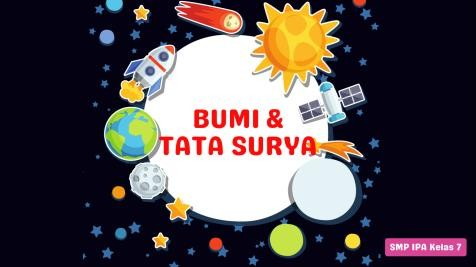 BUMI &
TATA SURYA
SMP IPA Kelas 7